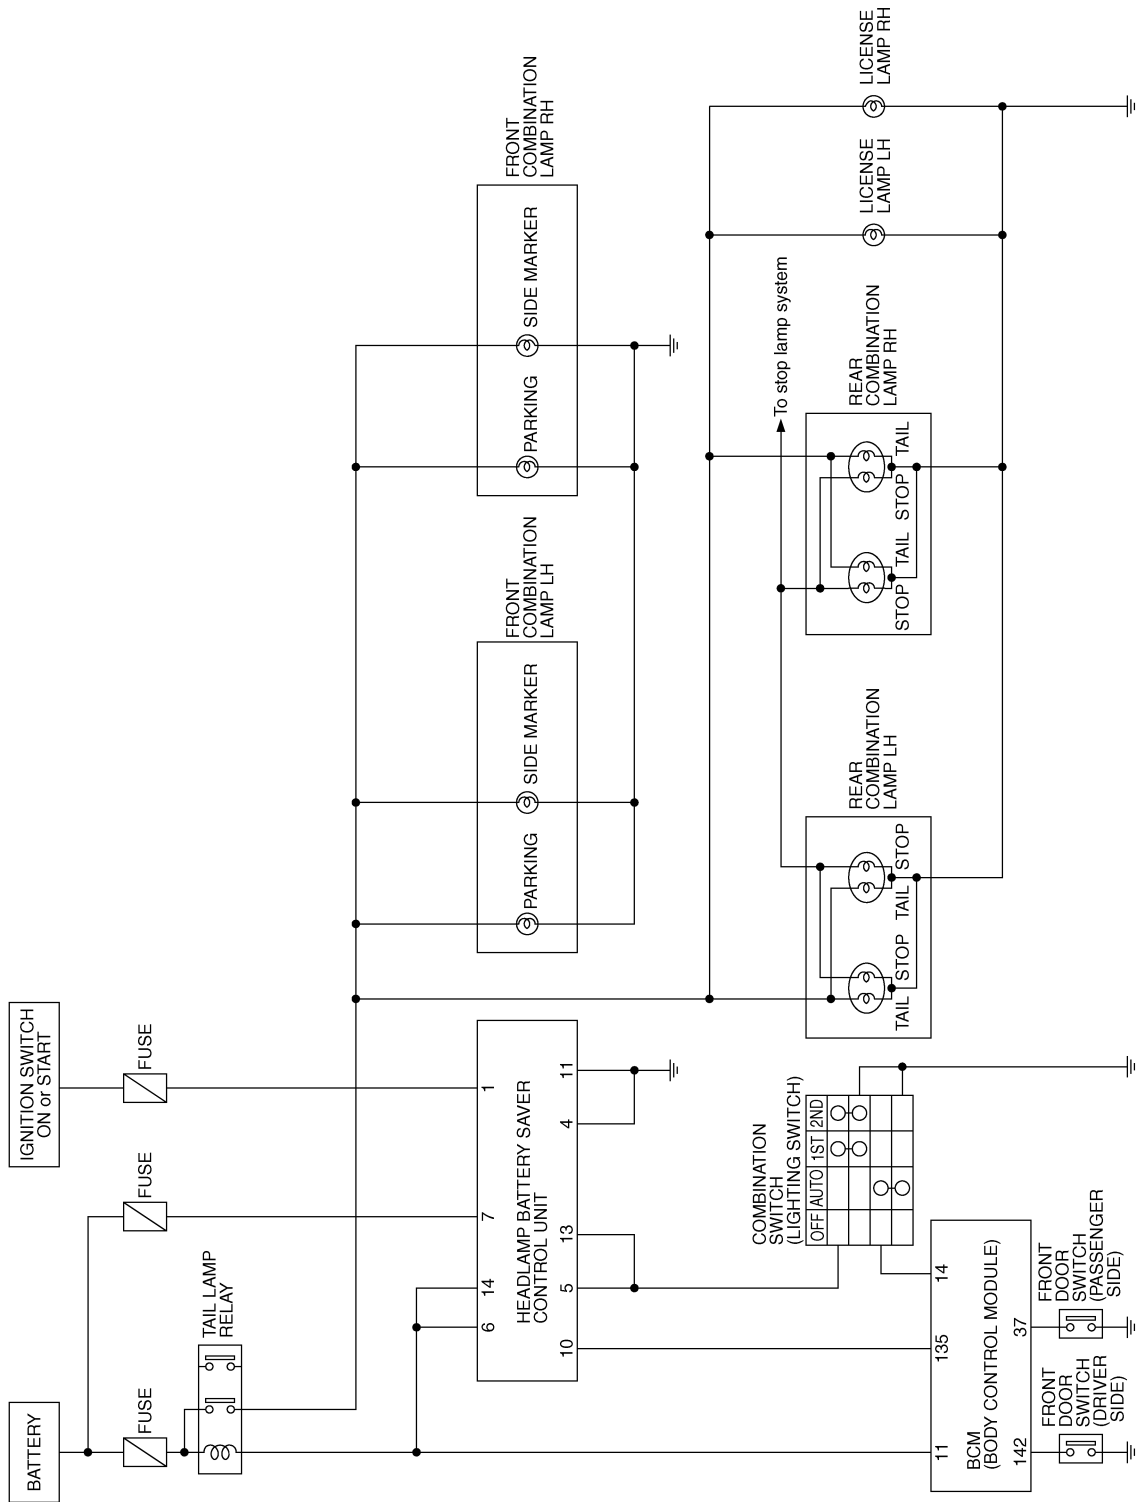 BATTERY
IGNITION SWITCH
ON or START
FUSE
FUSE
FUSE
TAIL LAMP
RELAY
6
14
7
1
HEADLAMP BATTERY SAVER
CONTROL UNIT
10
5
13
4
11
FRONT
COMBINATION
LAMP LH
PARKING
SIDE MARKER
FRONT
COMBINATION
LAMP RH
PARKING
SIDE MARKER
COMBINATION
SWITCH
(LIGHTING SWITCH)
OFF
AUTO
1ST
2ND
REAR
COMBINATION
LAMP LH
TAIL
STOP
TAIL
STOP
To stop lamp system
REAR
COMBINATION
LAMP RH
STOP
TAIL
STOP
TAIL
LICENSE
LAMP LH
LICENSE
LAMP RH
11
135
14
BCM
(BODY CONTROL MODULE)
142
37
FRONT
DOOR
SWITCH
(DRIVER
SIDE)
FRONT
DOOR
SWITCH
(PASSENGER
SIDE)